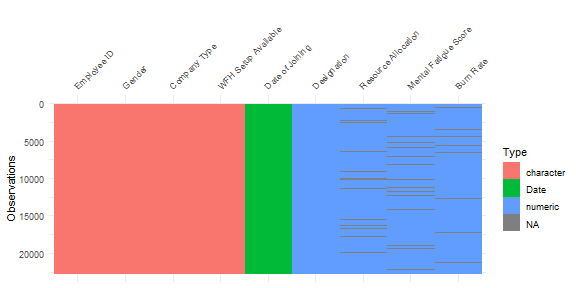 Employee ID
Gender
Company Type
WFH Setup Available
Date of Joining
Designation
Resource Allocation
Mental Fatigue Score
Burn Rate
0
5000
10000
15000
20000
Observations
Type
character
Date
numeric
NA